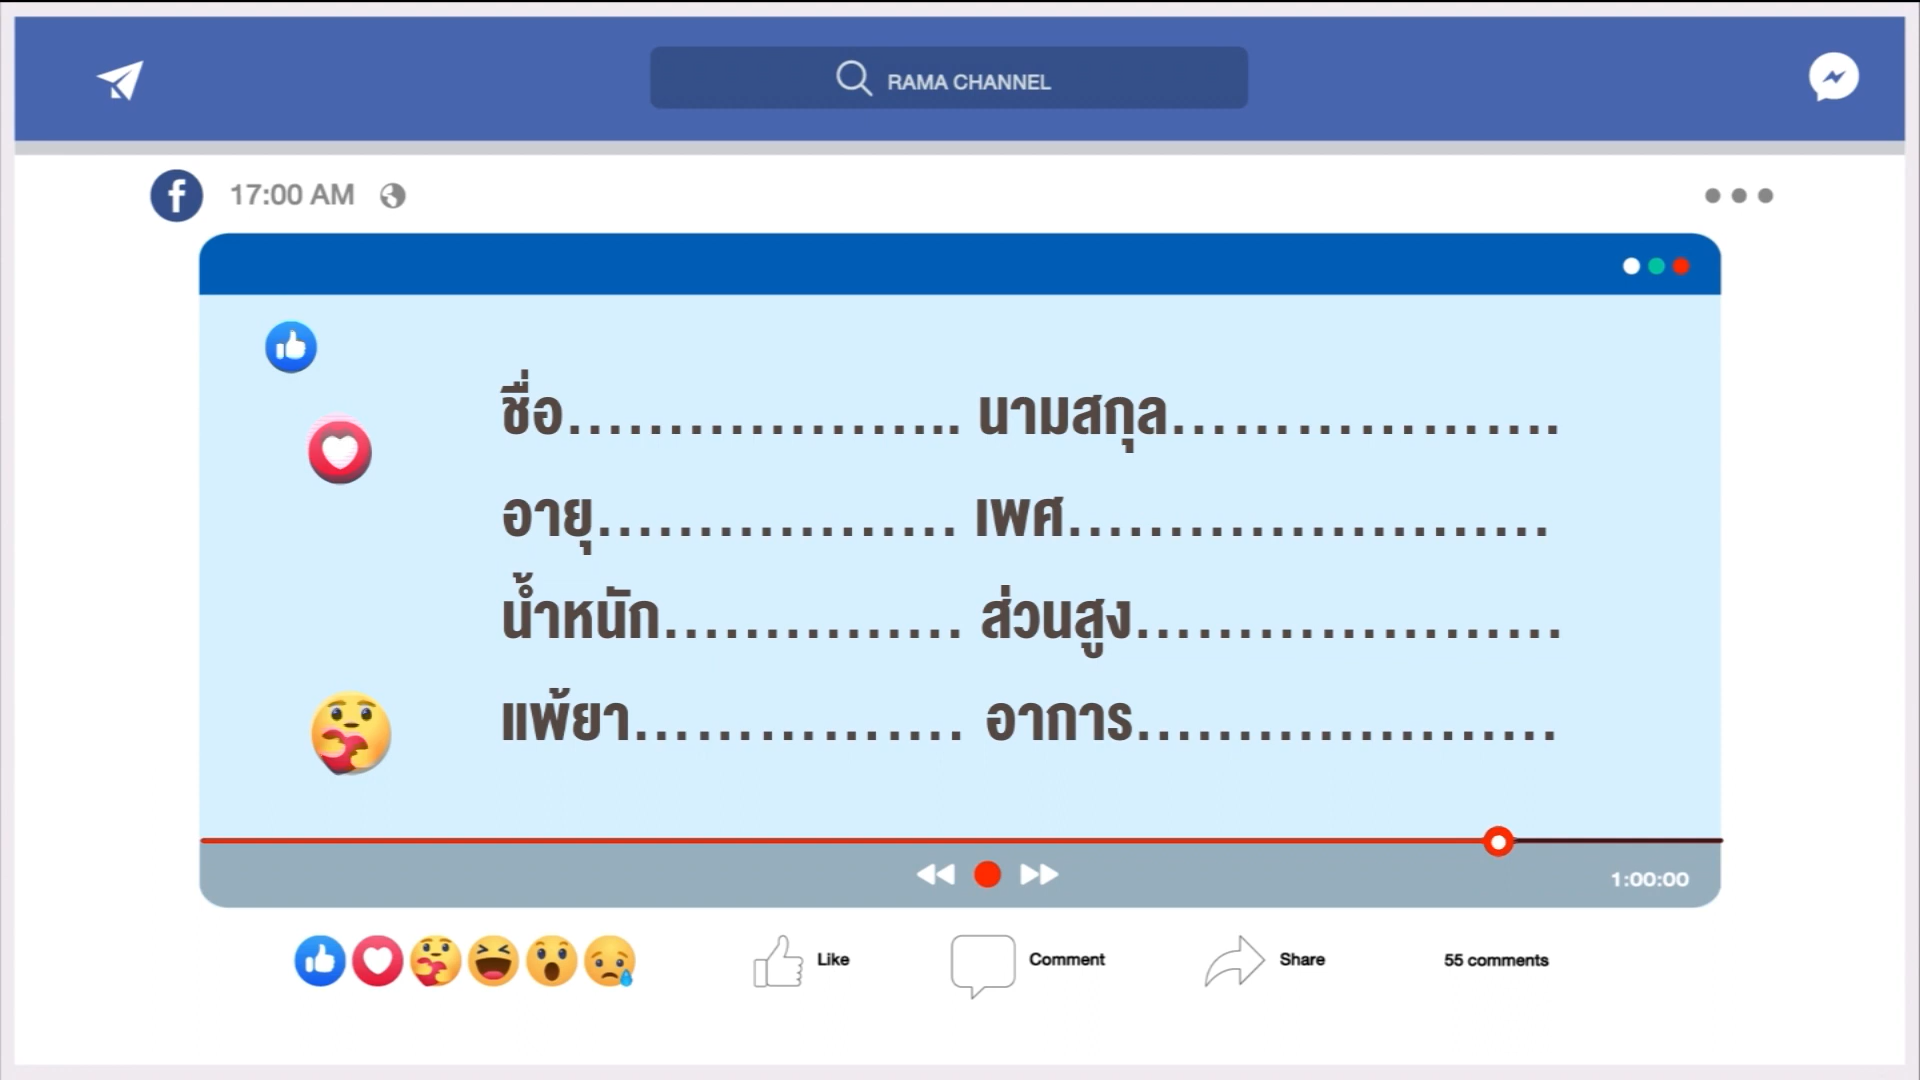 RAMA CHANNEL
17:00 AM
ชื่อ.................... นามสกุล...................
อายุ.................. เพศ........................
น้ำหนัก............... ส่วนสูง.....................
แพ้ยา................ อาการ.....................
1:00:00
Like Comment Share 55 comments